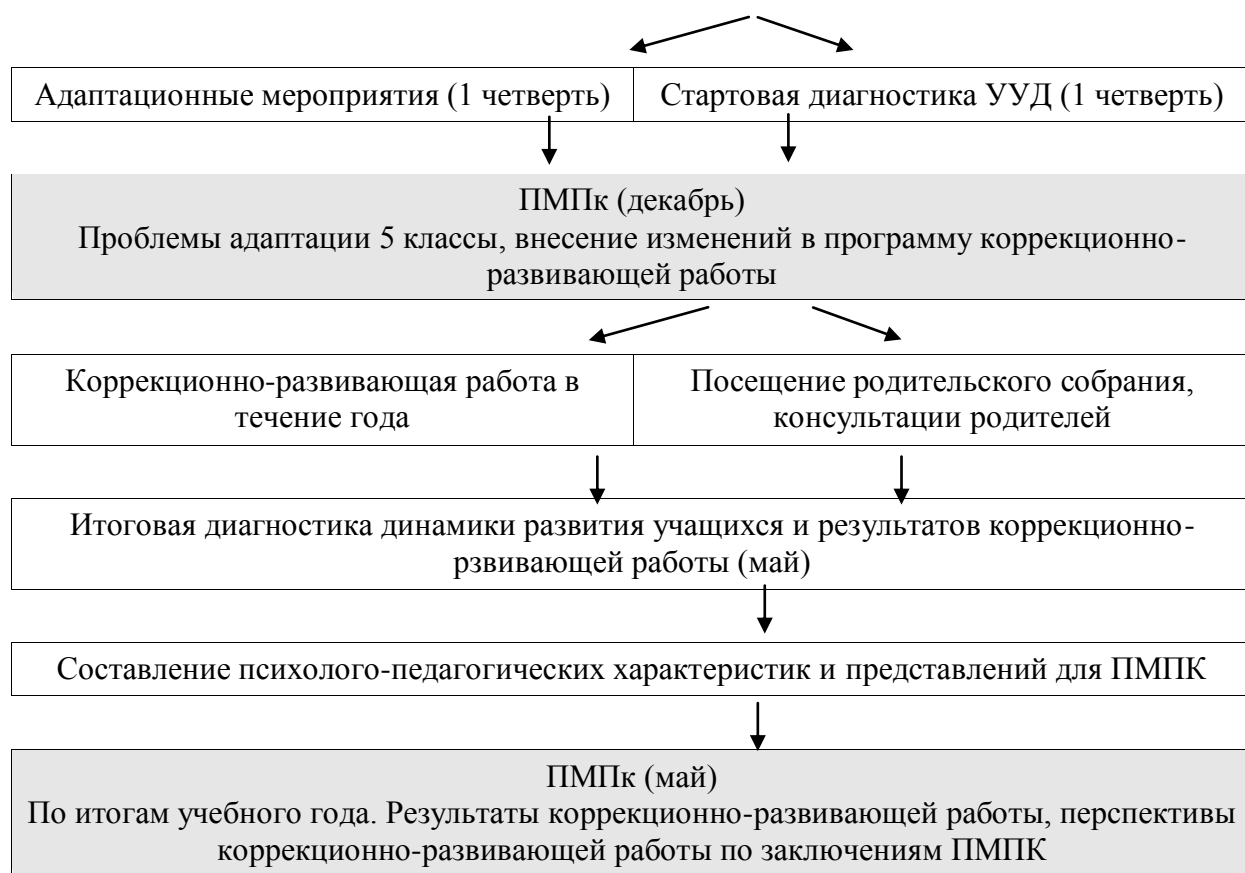 Адаптационные мероприятия (1 четверть)
Стартовая диагностика УУД (1 четверть)
ПМПк (декабрь)
Проблемы адаптации 5 классы, внесение изменений в программу коррекционно-
развивающей работы
Коррекционно-развивающая работа в
течение года
Посещение родительского собрания,
консультации родителей
Итоговая диагностика динамики развития учащихся и результатов коррекционно-
рзвивающей работы (май)
Составление психолого-педагогических характеристик и представлений для ПМПК
ПМПк (май)
По итогам учебного года. Результаты коррекционно-развивающей работы, перспективы
коррекционно-развивающей работы по заключениям ПМПК